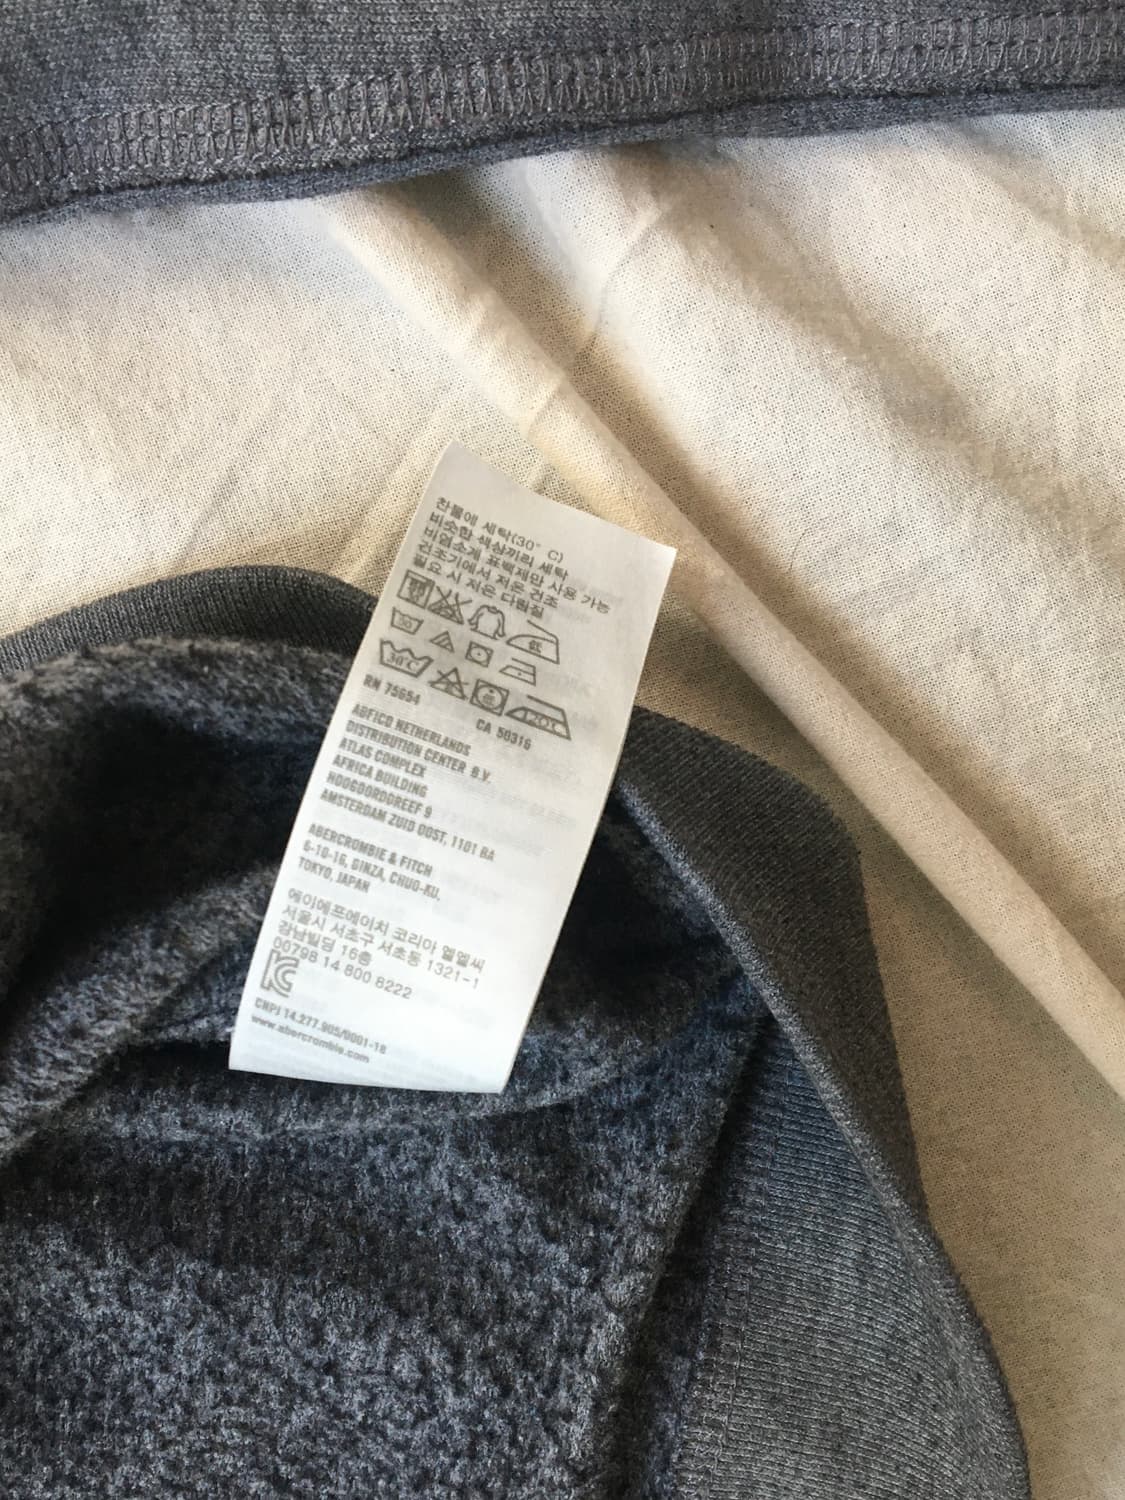 찬물에 세탁(30° C)
비슷한 색상끼리 세탁
비염소계 표백제만 사용 가능
건조기에서 저온 건조
필요 시 저온 다림질
30°C
120°C
RN 75654 CA 50316
ADFICO NETHERLANDS
DISTRIBUTION CENTER B.V.
ATLAS COMPLEX
AFRICA BUILDING
HOOGOORDDREEF 9
AMSTERDAM ZUID OOST, 1101 BA
ABERCROMBIE & FITCH
6-10-16, GINZA, CHUO-KU,
TOKYO, JAPAN
에이에프에이치 코리아 엘엘씨
서울시 서초구 서초동 1321-1
강남빌딩 16층
00798 14 800 8222
CNPJ 14.277.905/0001-18
www.abercrombie.com